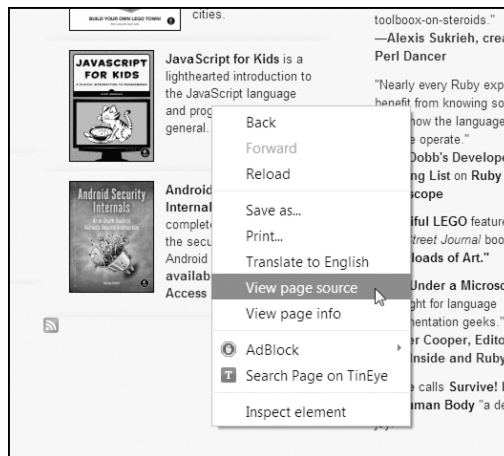 BUILD YOUR OWN LEGO TOWN!
cities.
JAVASCRIPT
FOR KIDS
JavaScript for Kids is a
lighthearted introduction to
the JavaScript language
and prog
general.
Android Security
Internals
Android
Internal
complet
the secu
Android
availab
Access
Back
Forward
Reload
Save as...
Print...
Translate to English
View page source
View page info
AdBlock
T Search Page on TinEye
Inspect element
toolboox-on-steroids."
—Alexis Sukrieh, crea
Perl Dancer
"Nearly every Ruby exp
benefit from knowing so
how the language
operate."
Dobb's Develope
ng List on Ruby
scope
iful LEGO feature
Street Journal boo
loads of Art."
Under a Microsc
ght for language
mentation geeks."
er Cooper, Edito
Inside and Ruby
calls Survive! I
uman Body "a de